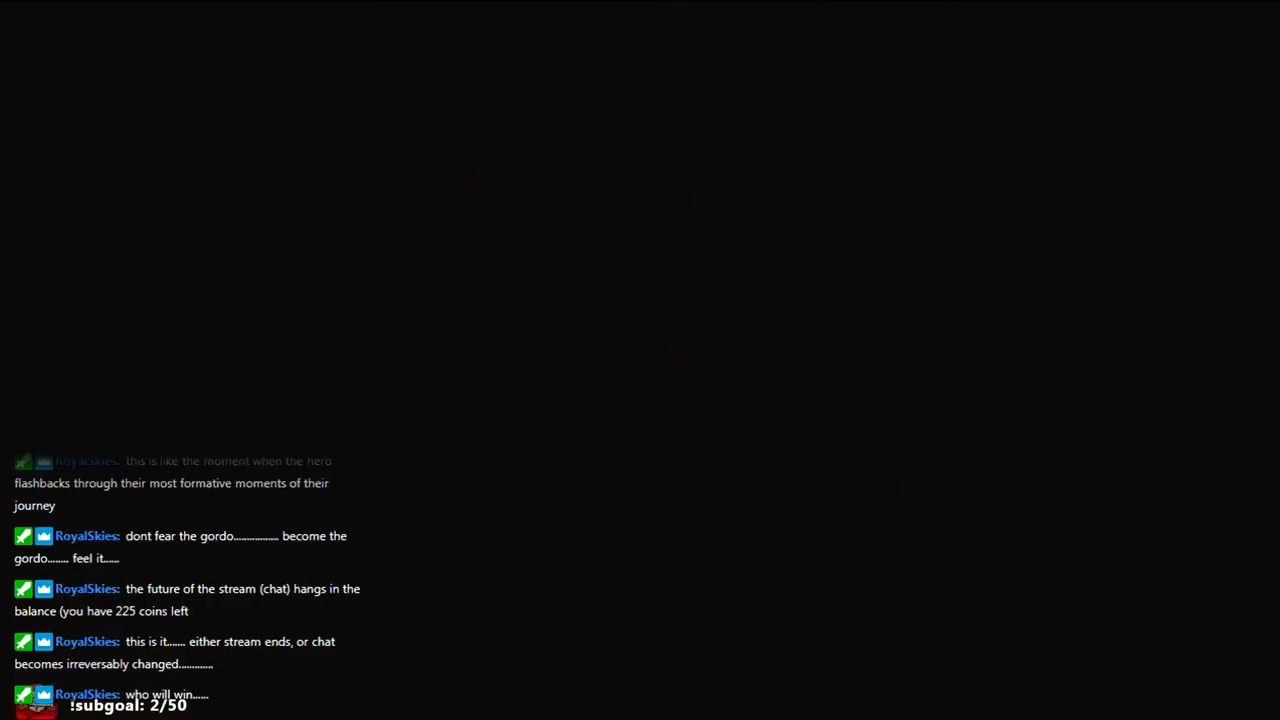 RoyalSkies: this is like the moment when the hero
flashbacks through their most formative moments of their
journey
RoyalSkies: dont fear the gordo................. become the
gordo........ feel it......
RoyalSkies: the future of the stream (chat) hangs in the
balance (you have 225 coins left
RoyalSkies: this is it....... either stream ends, or chat
becomes irreversably changed.............
RoyalSkies: who will win......
!subgoal: 2/50